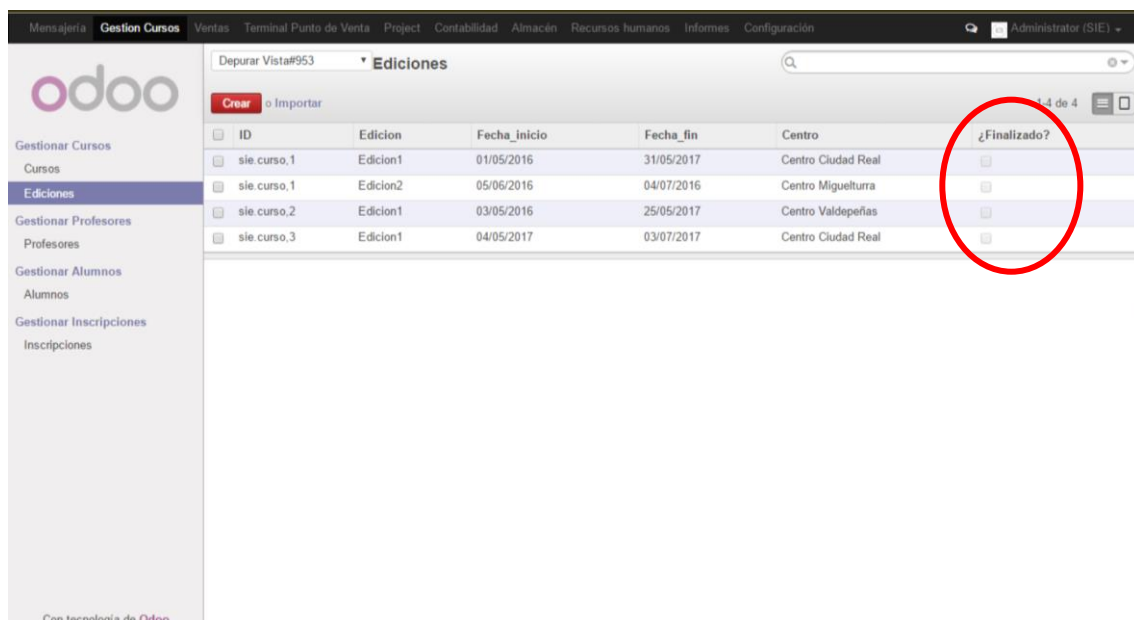 Mensajería Gestion Cursos Ventas Terminal Punto de Venta Project Contabilidad Almacén Recursos humanos Informes Configuración Administrator (SIE)
odoo
Depurar Vista#953 Ediciones
Crear o Importar 1-4 de 4
Gestionar Cursos
Cursos
Ediciones
Gestionar Profesores
Profesores
Gestionar Alumnos
Alumnos
Gestionar Inscripciones
Inscripciones
ID Edicion Fecha_inicio Fecha_fin Centro ¿Finalizado?
sie.curso,1 Edicion1 01/05/2016 31/05/2017 Centro Ciudad Real
sie.curso,1 Edicion2 05/06/2016 04/07/2016 Centro Miguelturra
sie.curso,2 Edicion1 03/05/2016 25/05/2017 Centro Valdepeñas
sie.curso,3 Edicion1 04/05/2017 03/07/2017 Centro Ciudad Real
Con tecnología de Odoo